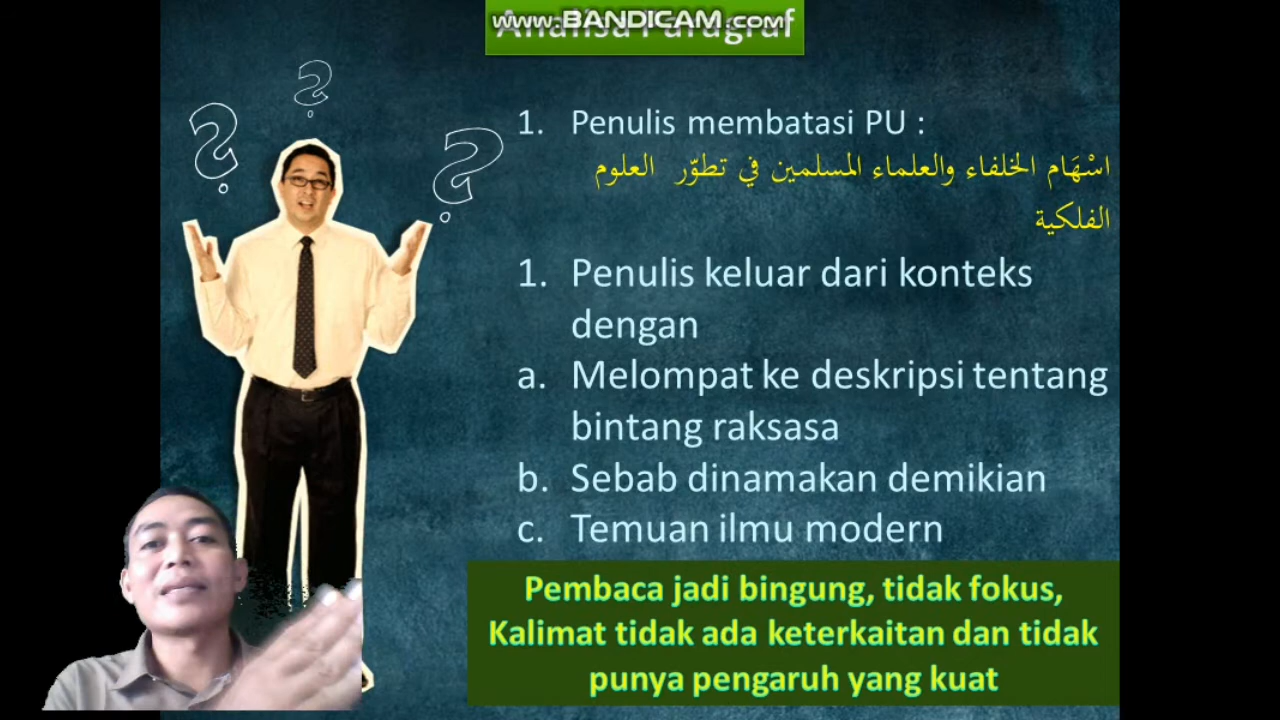 www.BANDICAM.com
Analisa Paragraf
1. Penulis membatasi PU :
اسْهَام الخلفاء والعلماء المسلمين في تطوّر العلوم
الفلكية
1. Penulis keluar dari konteks
dengan
a. Melompat ke deskripsi tentang
bintang raksasa
b. Sebab dinamakan demikian
c. Temuan ilmu modern
Pembaca jadi bingung, tidak fokus,
Kalimat tidak ada keterkaitan dan tidak
punya pengaruh yang kuat